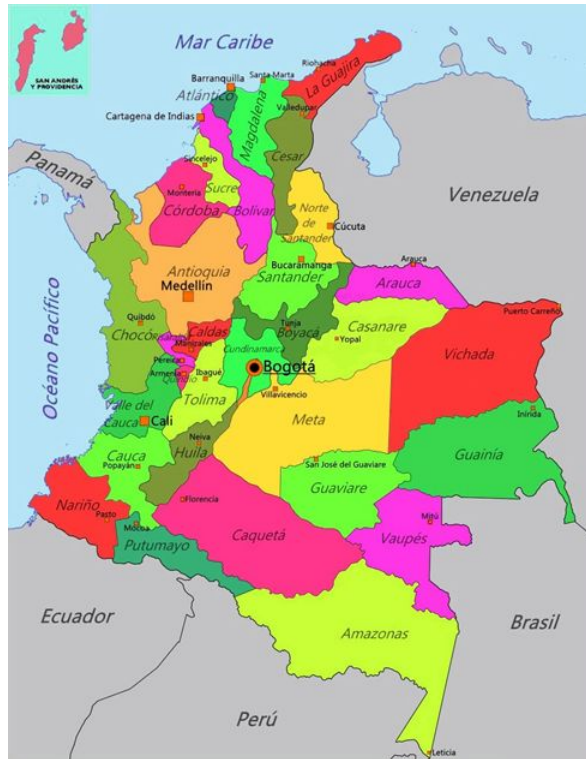 SAN ANDRÉS
Y PROVIDENCIA
Mar Caribe
Riohacha
Santa Marta
La Guajira
Barranquilla
Atlántico
Magdalena
Valledupar
Cartagena de Indias
Cesar
Sincelejo
Sucre
Panamá
Montería
Córdoba
Bolívar
Norte
de
Santander
Cúcuta
Venezuela
Antioquia
Bucaramanga
Santander
Arauca
Arauca
Medellín
Puerto Carreño
Océano Pacífico
Quibdó
Chocó
Caldas
Manizales
Tunja
Boyacá
Casanare
Yopal
Vichada
Cundinamarca
Pereira
Armenia
Quindío
Ibagué
Bogotá
Villavicencio
Tolima
Valle del
Cauca
Cali
Inírida
Meta
Neiva
Huila
Cauca
Popayán
San José del Guaviare
Guainía
Guaviare
Nariño
Pasto
Florencia
Mocoa
Putumayo
Caquetá
Mitú
Vaupés
Ecuador
Amazonas
Brasil
Perú
Leticia